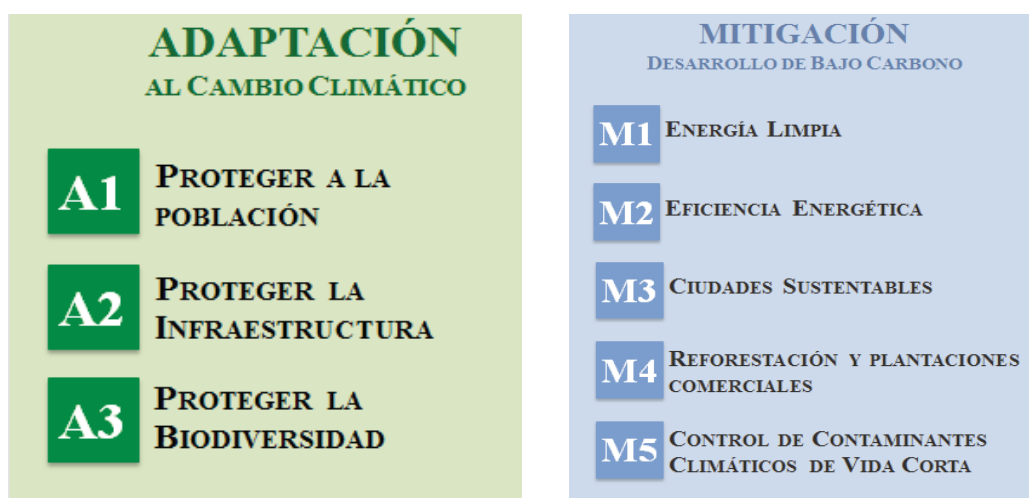 ADAPTACIÓN
AL CAMBIO CLIMÁTICO
A1
PROTEGER A LA
POBLACIÓN
A2
PROTEGER LA
INFRAESTRUCTURA
A3
PROTEGER LA
BIODIVERSIDAD
MITIGACIÓN
DESARROLLO DE BAJO CARBONO
M1
ENERGÍA LIMPIA
M2
EFICIENCIA ENERGÉTICA
M3
CIUDADES SUSTENTABLES
M4
REFORESTACIÓN Y PLANTACIONES
COMERCIALES
M5
CONTROL DE CONTAMINANTES
CLIMÁTICOS DE VIDA CORTA